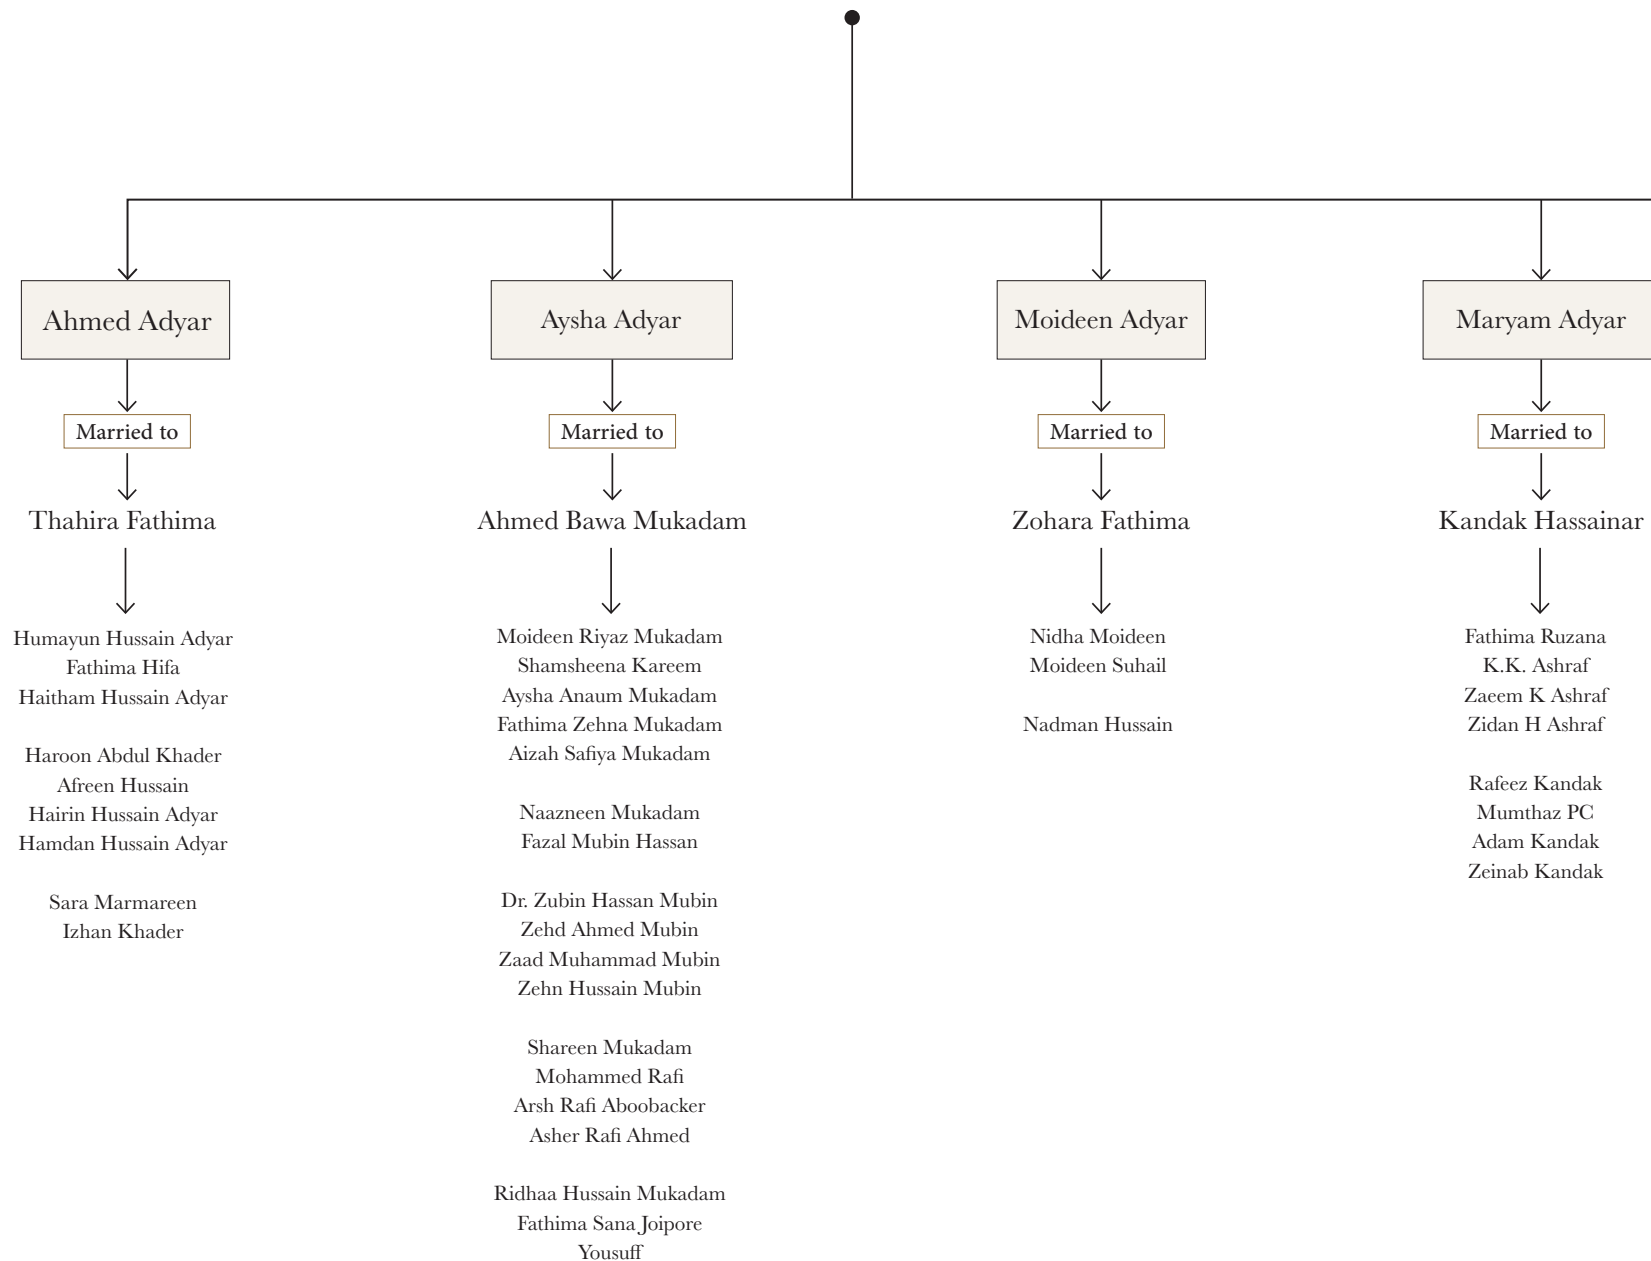 Ahmed Adyar
Married to
Thahira Fathima
Humayun Hussain Adyar
Fathima Hifa
Haitham Hussain Adyar
Haroon Abdul Khader
Afreen Hussain
Hairin Hussain Adyar
Hamdan Hussain Adyar
Sara Marmareen
Izhan Khader
Aysha Adyar
Married to
Ahmed Bawa Mukadam
Moideen Riyaz Mukadam
Shamsheena Kareem
Aysha Anaum Mukadam
Fathima Zehna Mukadam
Aizah Safiya Mukadam
Naazneen Mukadam
Fazal Mubin Hassan
Dr. Zubin Hassan Mubin
Zehd Ahmed Mubin
Zaad Muhammad Mubin
Zehn Hussain Mubin
Shareen Mukadam
Mohammed Rafi
Arsh Rafi Aboobacker
Asher Rafi Ahmed
Ridhaa Hussain Mukadam
Fathima Sana Joipore
Yousuff
Moideen Adyar
Married to
Zohara Fathima
Nidha Moideen
Moideen Suhail
Nadman Hussain
Maryam Adyar
Married to
Kandak Hassainar
Fathima Ruzana
K.K. Ashraf
Zaeem K Ashraf
Zidan H Ashraf
Rafeez Kandak
Mumthaz PC
Adam Kandak
Zeinab Kandak